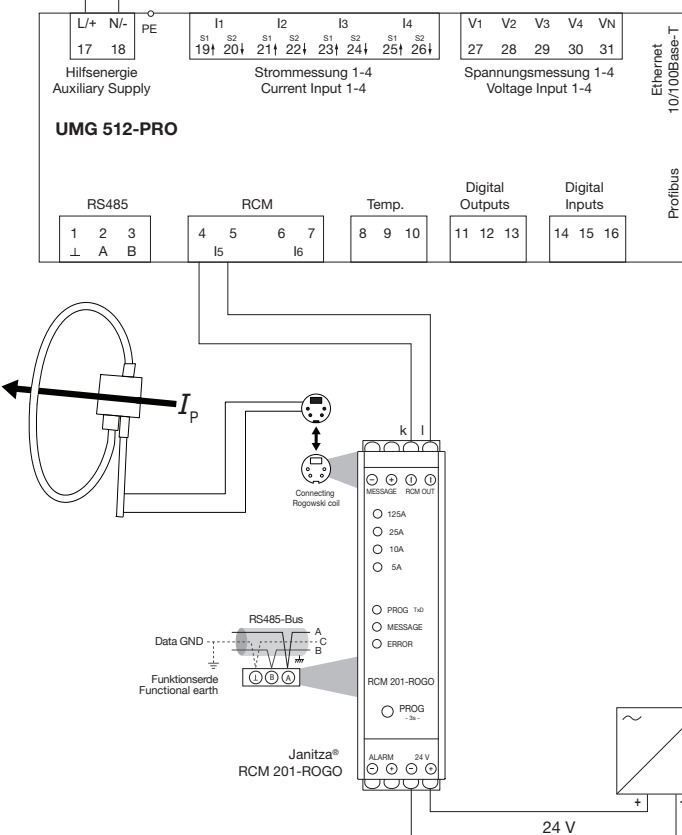 L/+ N/- PE
17 18
Hilfsenergie
Auxiliary Supply
I1 I2 I3 I4
S1 S2 S1 S2 S1 S2 S1 S2
19↑ 20↓ 21↑ 22↓ 23↑ 24↓ 25↑ 26↓
Strommessung 1-4
Current Input 1-4
V1 V2 V3 V4 VN
27 28 29 30 31
Spannungsmessung 1-4
Voltage Input 1-4
Ethernet
10/100Base-T
UMG 512-PRO
Profibus
RS485
1 2 3
⊥ A B
RCM
4 5 6 7
I5 I6
Temp.
8 9 10
Digital
Outputs
11 12 13
Digital
Inputs
14 15 16
IP
k l
Connecting
Rogowski coil
MESSAGE RCM OUT
125A
25A
10A
5A
PROG TxD
MESSAGE
ERROR
RCM 201-ROGO
PROG
- 3s -
ALARM 24 V
RS485-Bus
A
Data GND C
B
Funktionserde
Functional earth
⊥ B A
Janitza®
RCM 201-ROGO
+ -
24 V